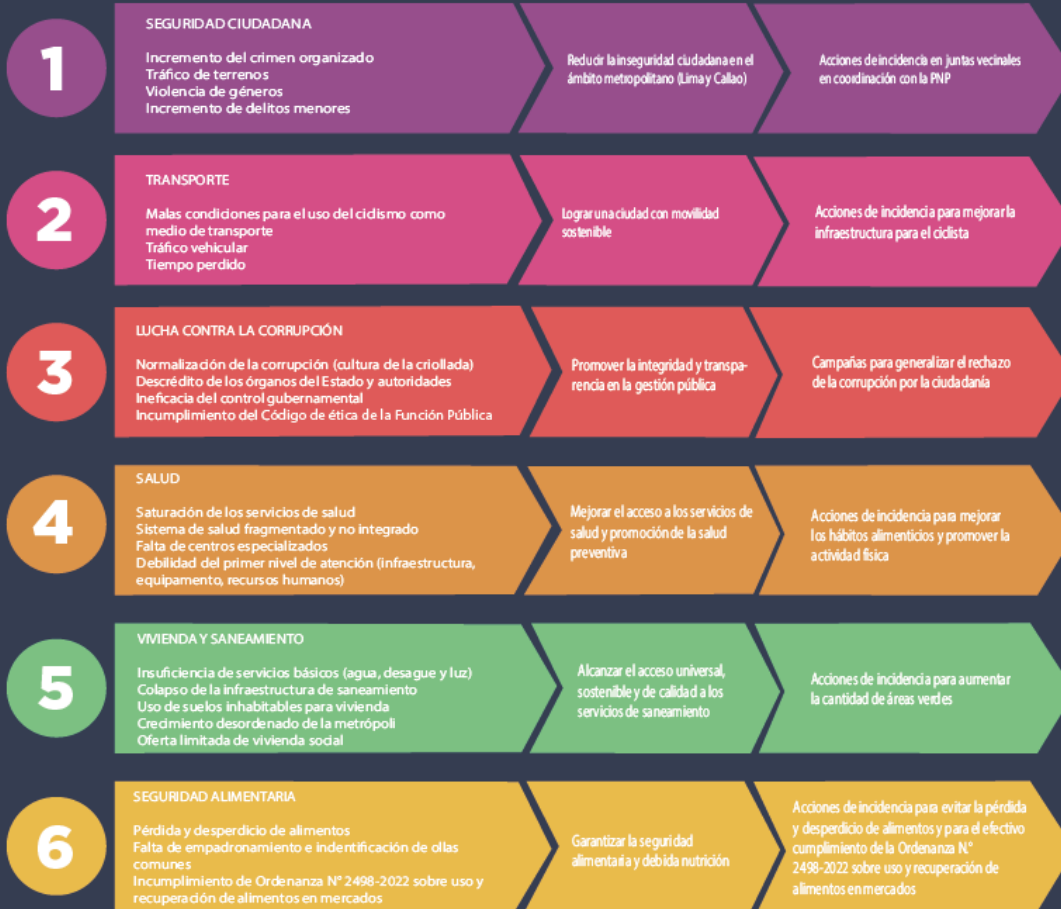 1
SEGURIDAD CIUDADANA
Incremento del crimen organizado
Tráfico de terrenos
Violencia de géneros
Incremento de delitos menores
Reducir la inseguridad ciudadana en el
ámbito metropolitano (Lima y Callao)
Acciones de incidencia en juntas vecinales
en coordinación con la PNP
2
TRANSPORTE
Malas condiciones para el uso del ciclismo como
medio de transporte
Tráfico vehicular
Tiempo perdido
Lograr una ciudad con movilidad
sostenible
Acciones de incidencia para mejorar la
infraestructura para el ciclista
3
LUCHA CONTRA LA CORRUPCIÓN
Normalización de la corrupción (cultura de la criollada)
Descrédito de los órganos del Estado y autoridades
Ineficacia del control gubernamental
Incumplimiento del Código de ética de la Función Pública
Promover la integridad y transpa-
rencia en la gestión pública
Campañas para generalizar el rechazo
de la corrupción por la ciudadanía
4
SALUD
Saturación de los servicios de salud
Sistema de salud fragmentado y no integrado
Falta de centros especializados
Debilidad del primer nivel de atención (infraestructura,
equipamento, recursos humanos)
Mejorar el acceso a los servicios de
salud y promoción de la salud
preventiva
Acciones de incidencia para mejorar
los hábitos alimenticios y promover la
actividad física
5
VIVIENDA Y SANEAMIENTO
Insuficiencia de servicios básicos (agua, desague y luz)
Colapso de la infraestructura de saneamiento
Uso de suelos inhabitables para vivienda
Crecimiento desordenado de la metrópoli
Oferta limitada de vivienda social
Alcanzar el acceso universal,
sostenible y de calidad a los
servicios de saneamiento
Acciones de incidencia para aumentar
la cantidad de áreas verdes
6
SEGURIDAD ALIMENTARIA
Pérdida y desperdicio de alimentos
Falta de empadronamiento e indentificación de ollas
comunes
Incumplimiento de Ordenanza N° 2498-2022 sobre uso y
recuperación de alimentos en mercados
Garantizar la seguridad
alimentaria y debida nutrición
Acciones de incidencia para evitar la pérdida
y desperdicio de alimentos y para el efectivo
cumplimiento de la Ordenanza N.°
2498-2022 sobre uso y recuperación de
alimentos en mercados